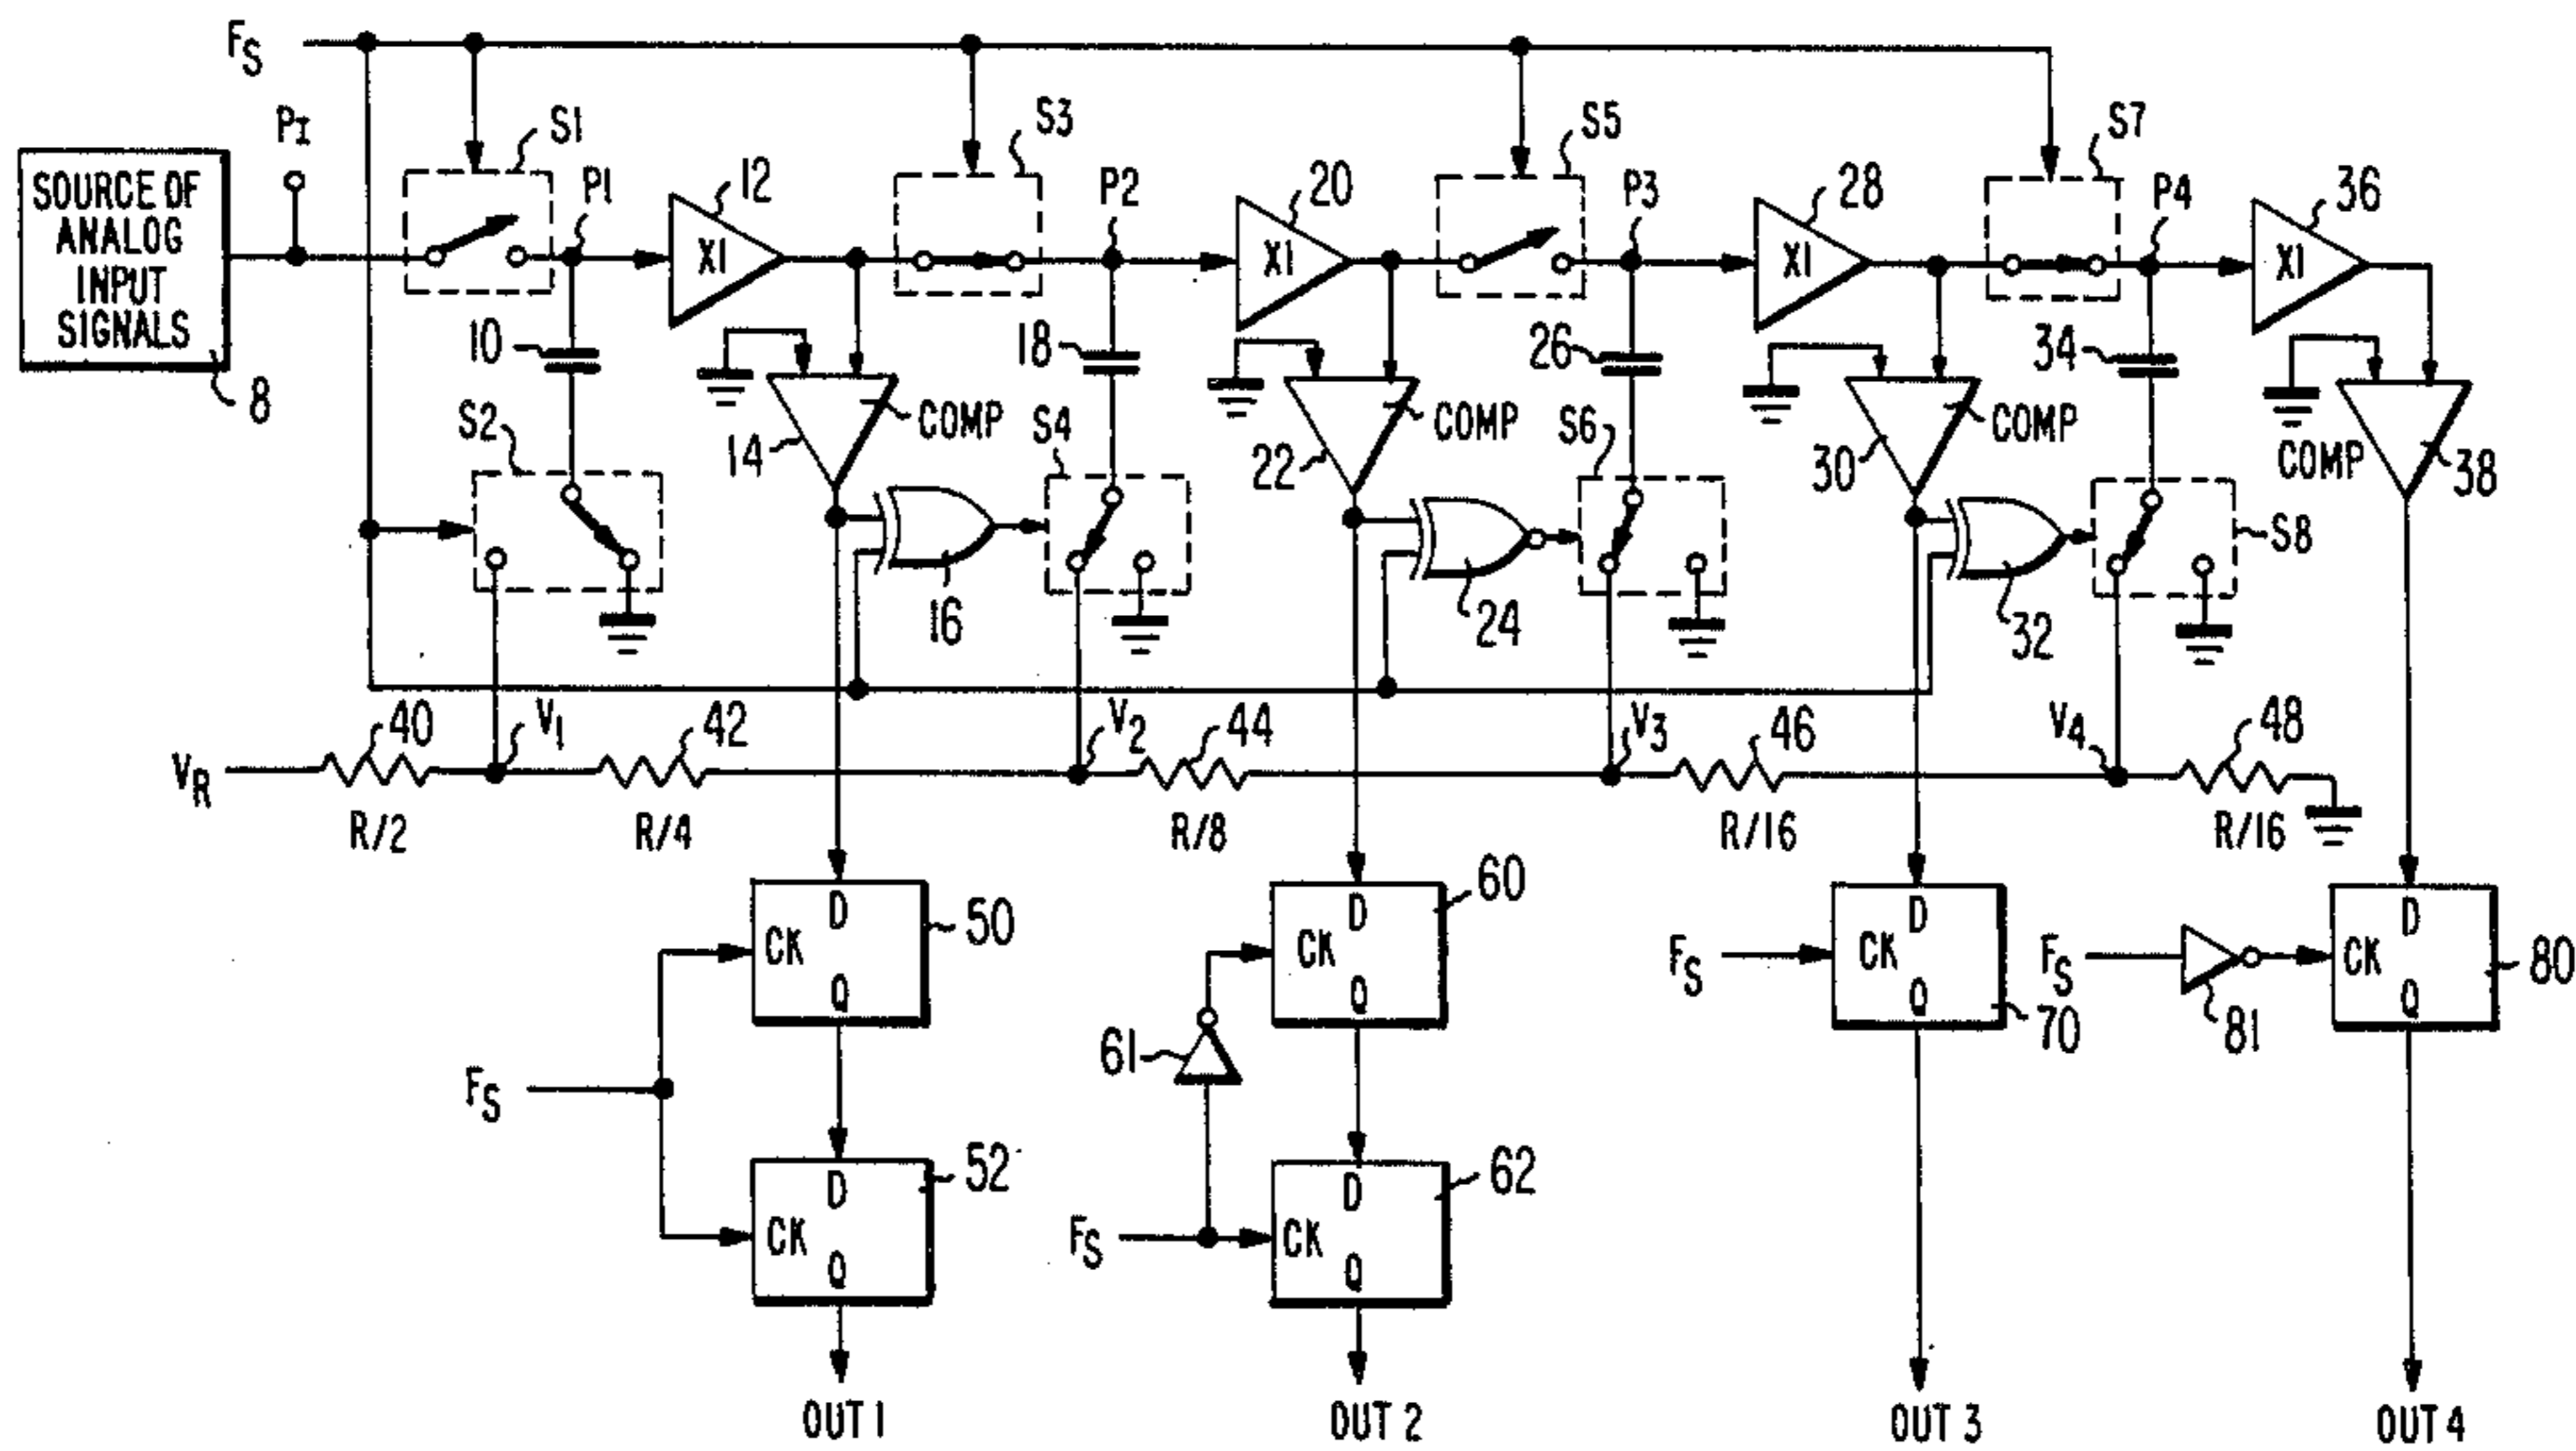 FS
PI
S1
S3
S5
S7
SOURCE OF
ANALOG
INPUT
SIGNALS
8
P1
12
X1
P2
20
X1
P3
28
X1
P4
36
X1
10
18
26
34
S2
14
COMP
S4
22
COMP
S6
30
COMP
S8
COMP
38
16
24
32
VR
40
V1
42
V2
44
V3
46
V4
48
R/2
R/4
R/8
R/16
R/16
D
CK
Q
50
D
CK
Q
60
FS
D
CK
Q
70
FS
81
D
CK
Q
80
FS
61
D
CK
Q
52
FS
D
CK
Q
62
OUT 1
OUT 2
OUT 3
OUT 4